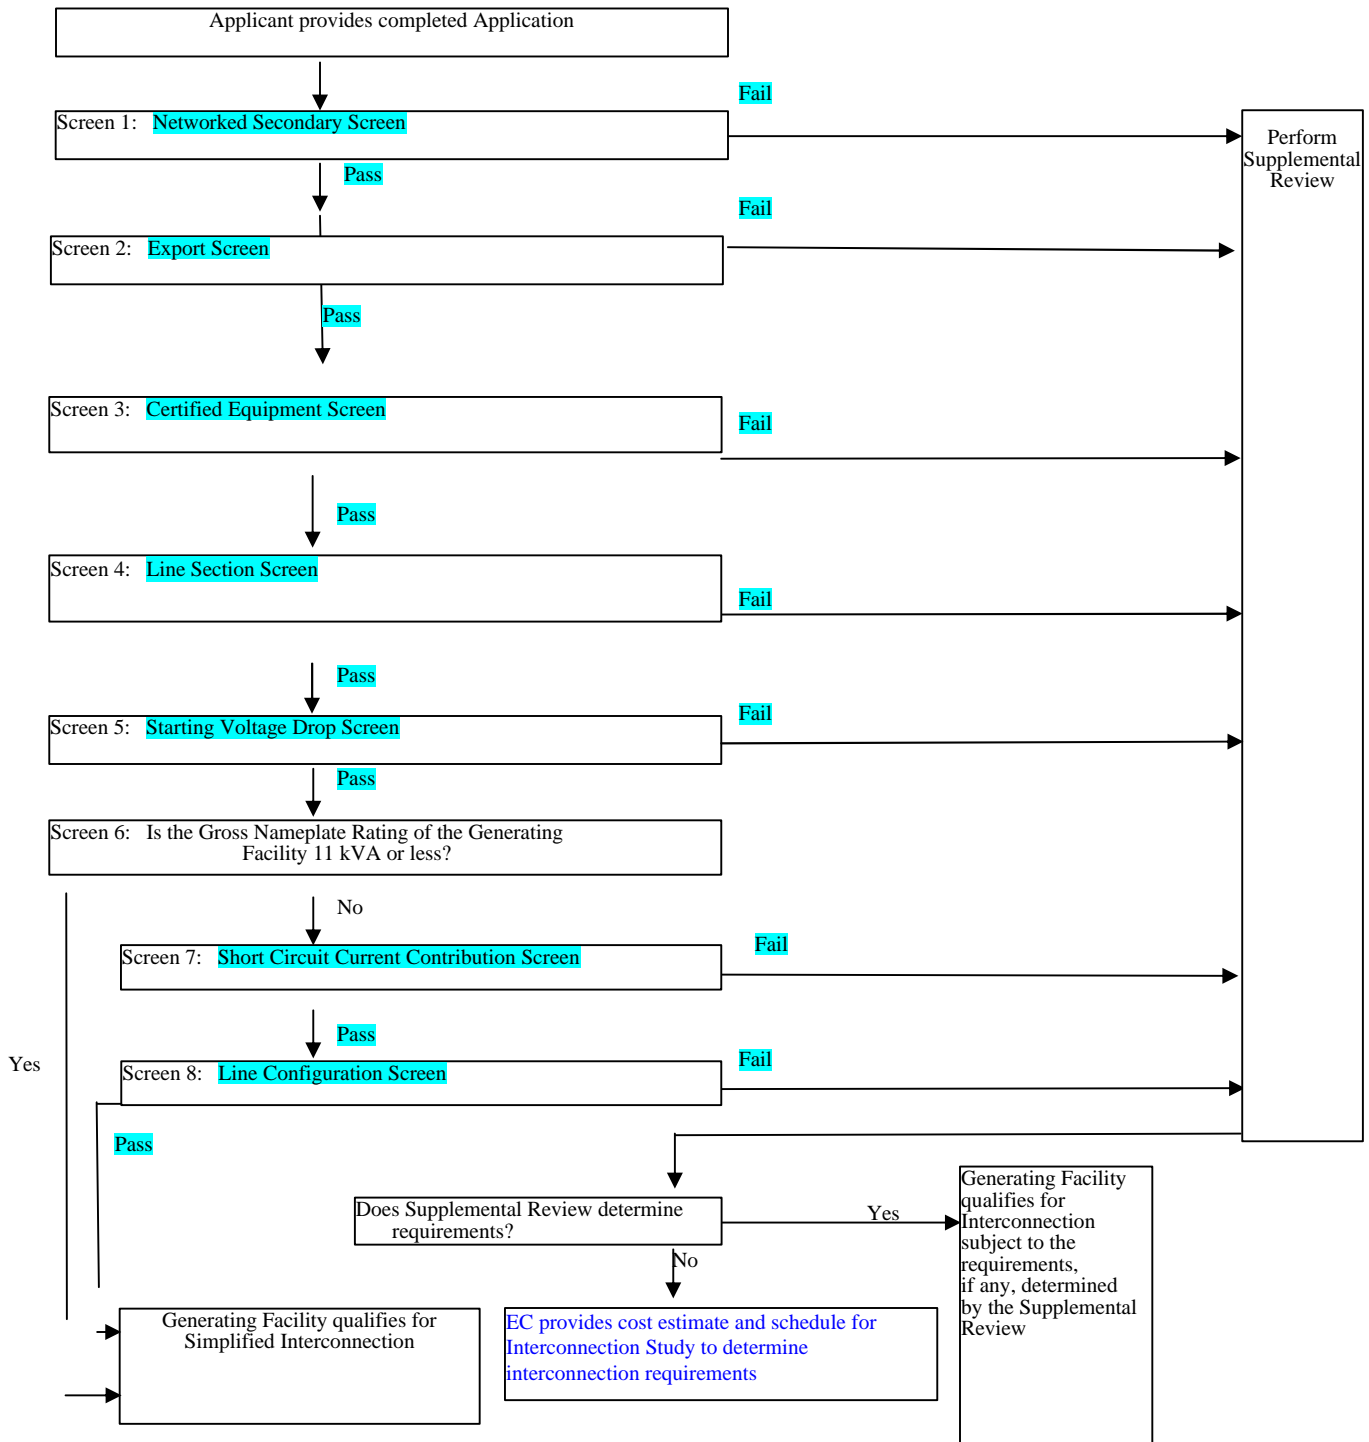 Applicant provides completed Application
Fail
Screen 1: Networked Secondary Screen
Perform
Supplemental
Review
Pass
Fail
Screen 2: Export Screen
Pass
Screen 3: Certified Equipment Screen
Fail
Pass
Screen 4: Line Section Screen
Fail
Pass
Fail
Screen 5: Starting Voltage Drop Screen
Pass
Screen 6: Is the Gross Nameplate Rating of the Generating
Facility 11 kVA or less?
No
Fail
Screen 7: Short Circuit Current Contribution Screen
Pass
Yes
Fail
Screen 8: Line Configuration Screen
Pass
Does Supplemental Review determine
requirements?
Yes
Generating Facility
qualifies for
Interconnection
subject to the
requirements,
if any, determined
by the Supplemental
Review
No
Generating Facility qualifies for
Simplified Interconnection
EC provides cost estimate and schedule for
Interconnection Study to determine
interconnection requirements